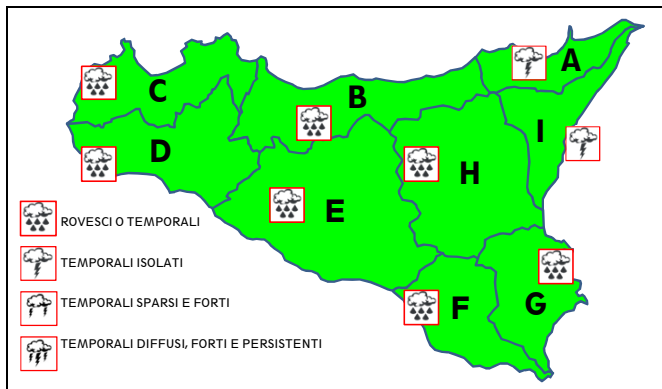 A
C
B
I
D
H
E
ROVESCI O TEMPORALI
TEMPORALI ISOLATI
F
G
TEMPORALI SPARSI E FORTI
TEMPORALI DIFFUSI, FORTI E PERSISTENTI